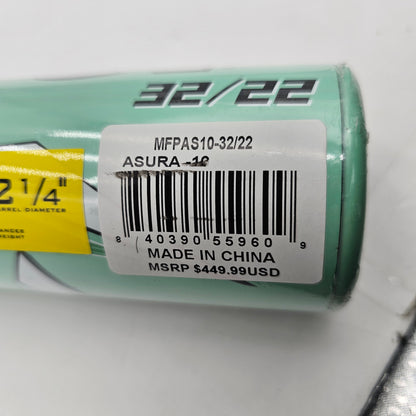 32/22
MFPAS10-32/22
ASURA -10
8 40390 55960 9
MADE IN CHINA
MSRP $449.99USD
2 1/4"
BARREL DIAMETER
WEIGHT